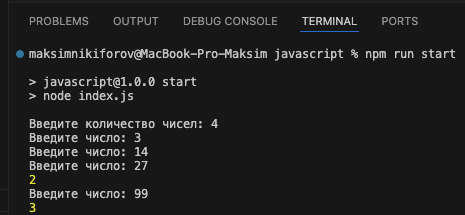 PROBLEMS OUTPUT DEBUG CONSOLE TERMINAL PORTS
maksimnikiforov@MacBook-Pro-Maksim javascript % npm run start
> javascript@1.0.0 start
> node index.js
Введите количество чисел: 4
Введите число: 3
Введите число: 14
Введите число: 27
2
Введите число: 99
3